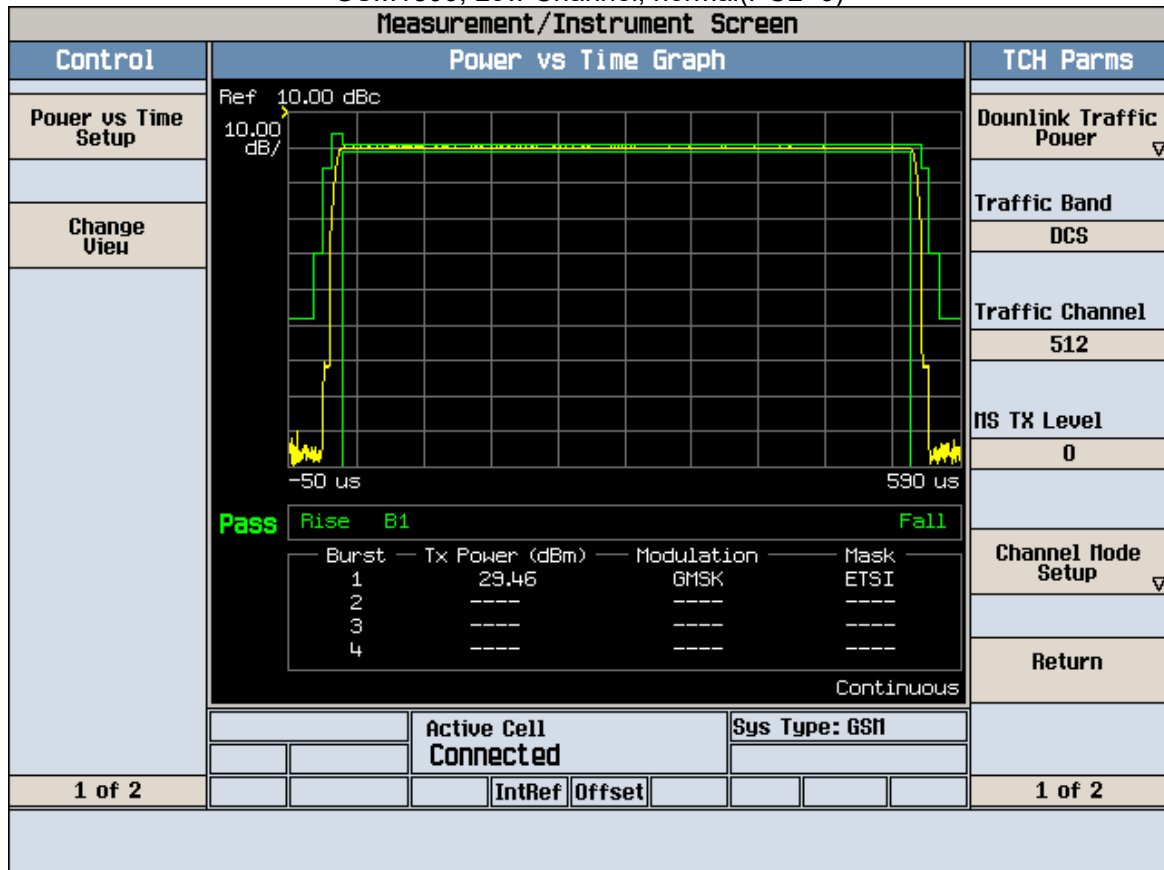 Measurement/Instrument Screen
Control
Power vs Time Graph
TCH Parms
Power vs Time
Setup
Change
View
1 of 2
Ref 10.00 dBc
10.00
dB/
-50 us
590 us
Pass
Rise B1 Fall
Burst Tx Power (dBm) Modulation Mask
1 29.46 GMSK ETSI
2 ---- ---- ----
3 ---- ---- ----
4 ---- ---- ----
Continuous
Active Cell
Connected
Sys Type: GSM
IntRef Offset
Downlink Traffic
Power
Traffic Band
DCS
Traffic Channel
512
MS TX Level
0
Channel Mode
Setup
Return
1 of 2